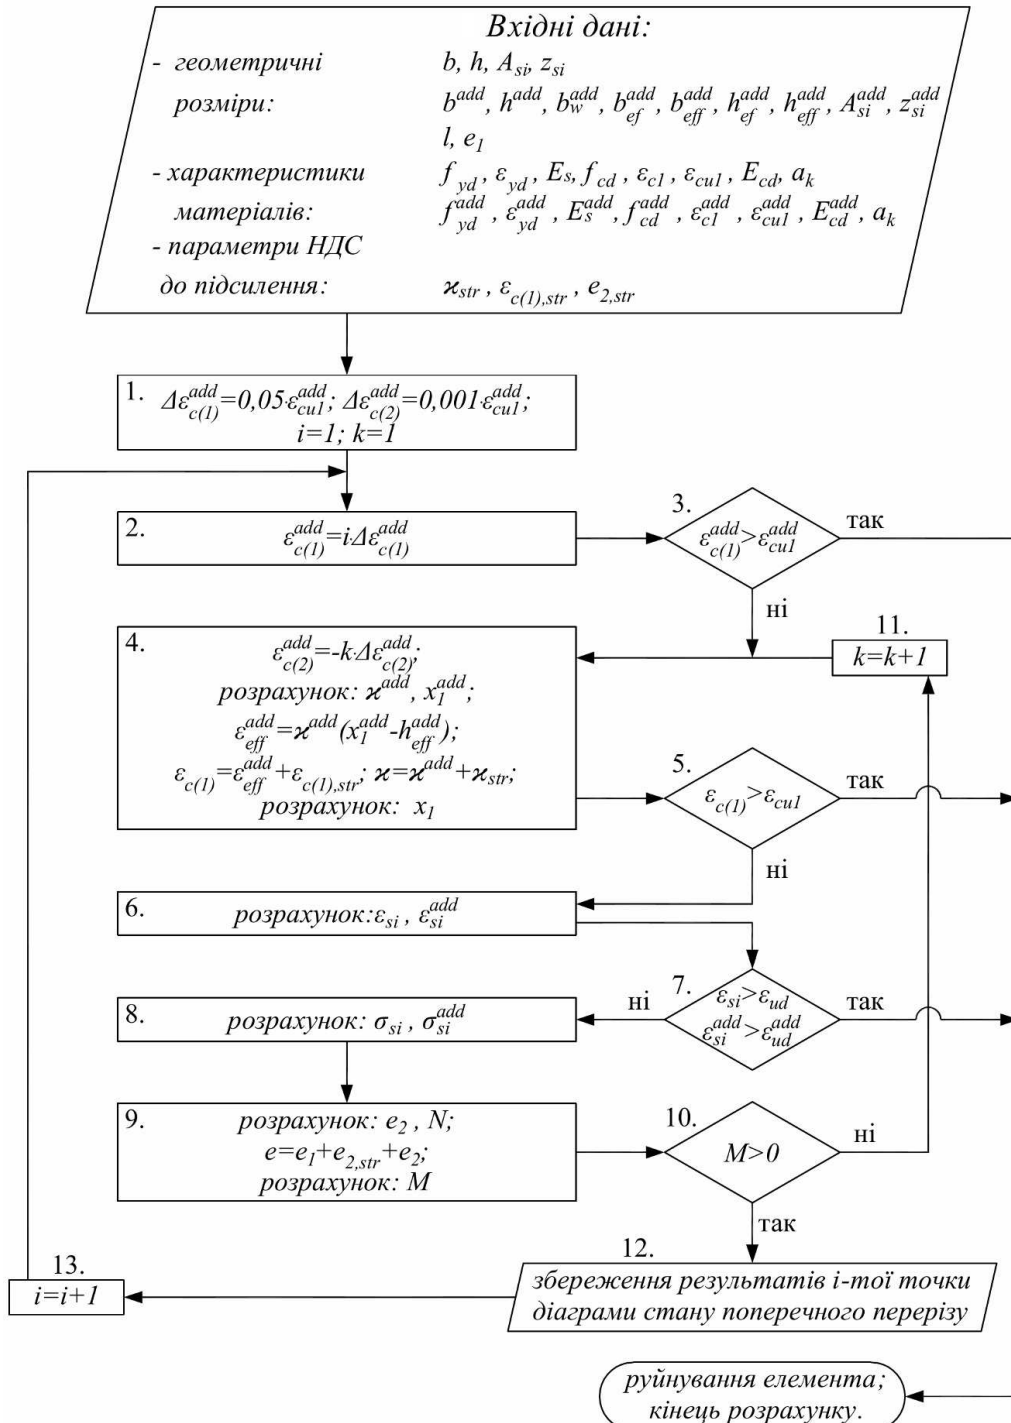 Вхідні дані:
- геометричні b, h, A_si, z_si
розміри: b^add, h^add, b_w^add, b_ef^add, b_eff^add, h_ef^add, h_eff^add, A_si^add, z_si^add
l, e_1
- характеристики f_yd, ε_yd, E_s, f_cd, ε_c1, ε_cu1, E_cd, a_k
матеріалів: f_yd^add, ε_yd^add, E_s^add, f_cd^add, ε_c1^add, ε_cu1^add, E_cd^add, a_k
- параметри НДС
до підсилення: ϰ_str, ε_c(1),str, e_2,str
1. Δε_c(1)^add=0,05·ε_cu1^add; Δε_c(2)^add=0,001·ε_cu1^add;
i=1; k=1
2. ε_c(1)^add=i·Δε_c(1)^add
3. ε_c(1)^add>ε_cu1^add
так
ні
4. ε_c(2)^add=-k·Δε_c(2)^add;
розрахунок: ϰ^add, x_1^add;
ε_eff^add=ϰ^add(x_1^add-h_eff^add);
ε_c(1)=ε_eff^add+ε_c(1),str; ϰ=ϰ^add+ϰ_str;
розрахунок: x_1
11.
k=k+1
5. ε_c(1)>ε_cu1
так
ні
6. розрахунок:ε_si, ε_si^add
7. ε_si>ε_ud
ε_si^add>ε_ud^add
ні
так
8. розрахунок: σ_si, σ_si^add
9. розрахунок: e_2, N;
e=e_1+e_2,str+e_2;
розрахунок: M
10. M>0
ні
так
12.
збереження результатів i-тої точки
діаграми стану поперечного перерізу
13.
i=i+1
руйнування елемента;
кінець розрахунку.